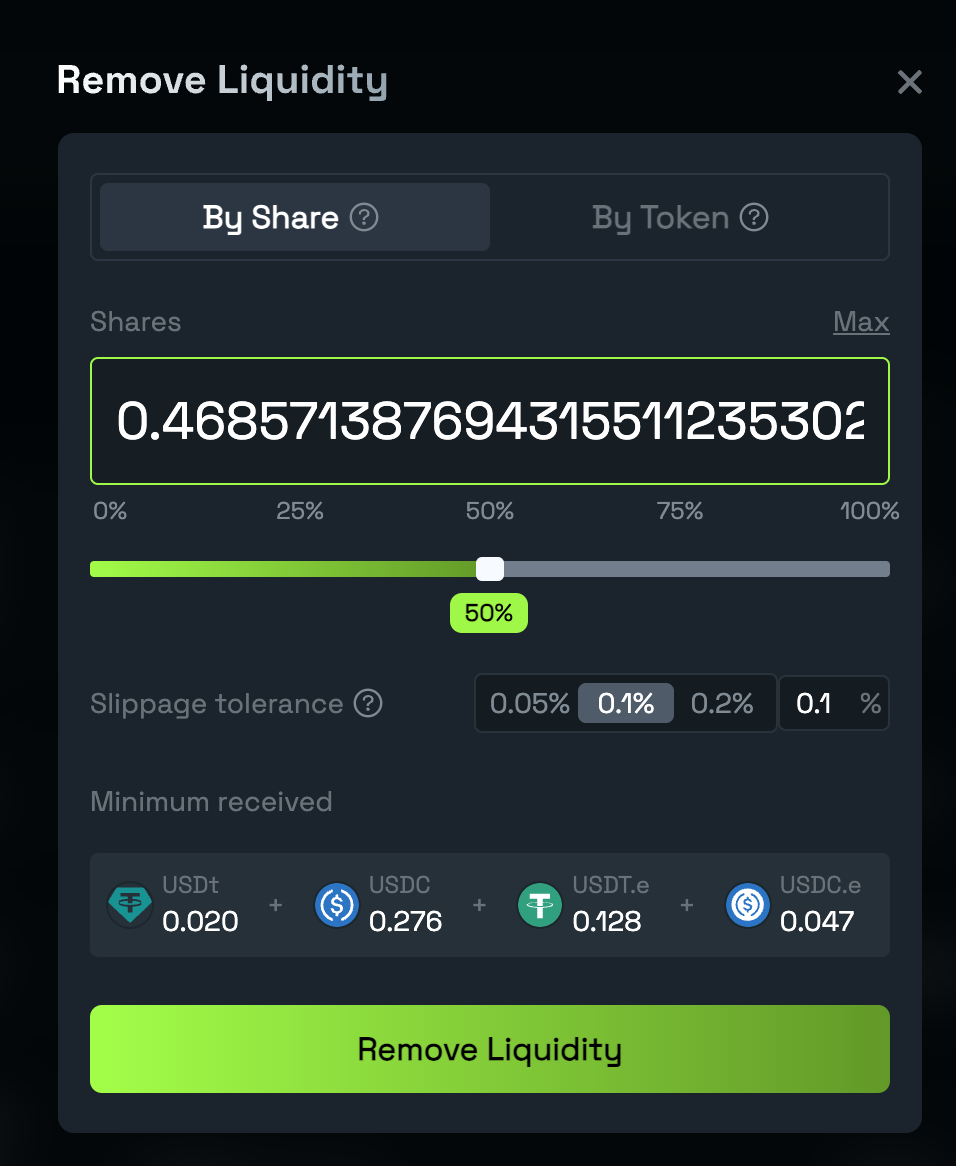 Remove Liquidity
By Share ? By Token ?
Shares Max
0.468571387694315511235302
0% 25% 50% 75% 100%
50%
Slippage tolerance ? 0.05% 0.1% 0.2% 0.1 %
Minimum received
USDt USDC USDT.e USDC.e
0.020 + 0.276 + 0.128 + 0.047
Remove Liquidity